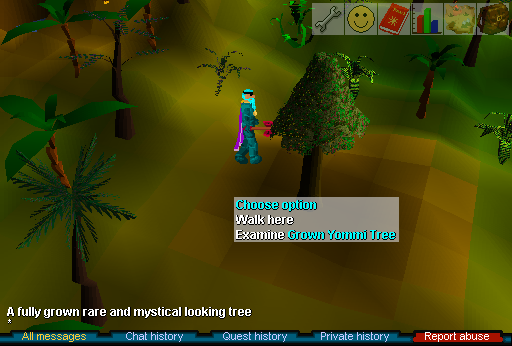 Choose option
Walk here
Examine Grown Yommi Tree
A fully grown rare and mystical looking tree
*
All messages
Chat history
Quest history
Private history
Report abuse